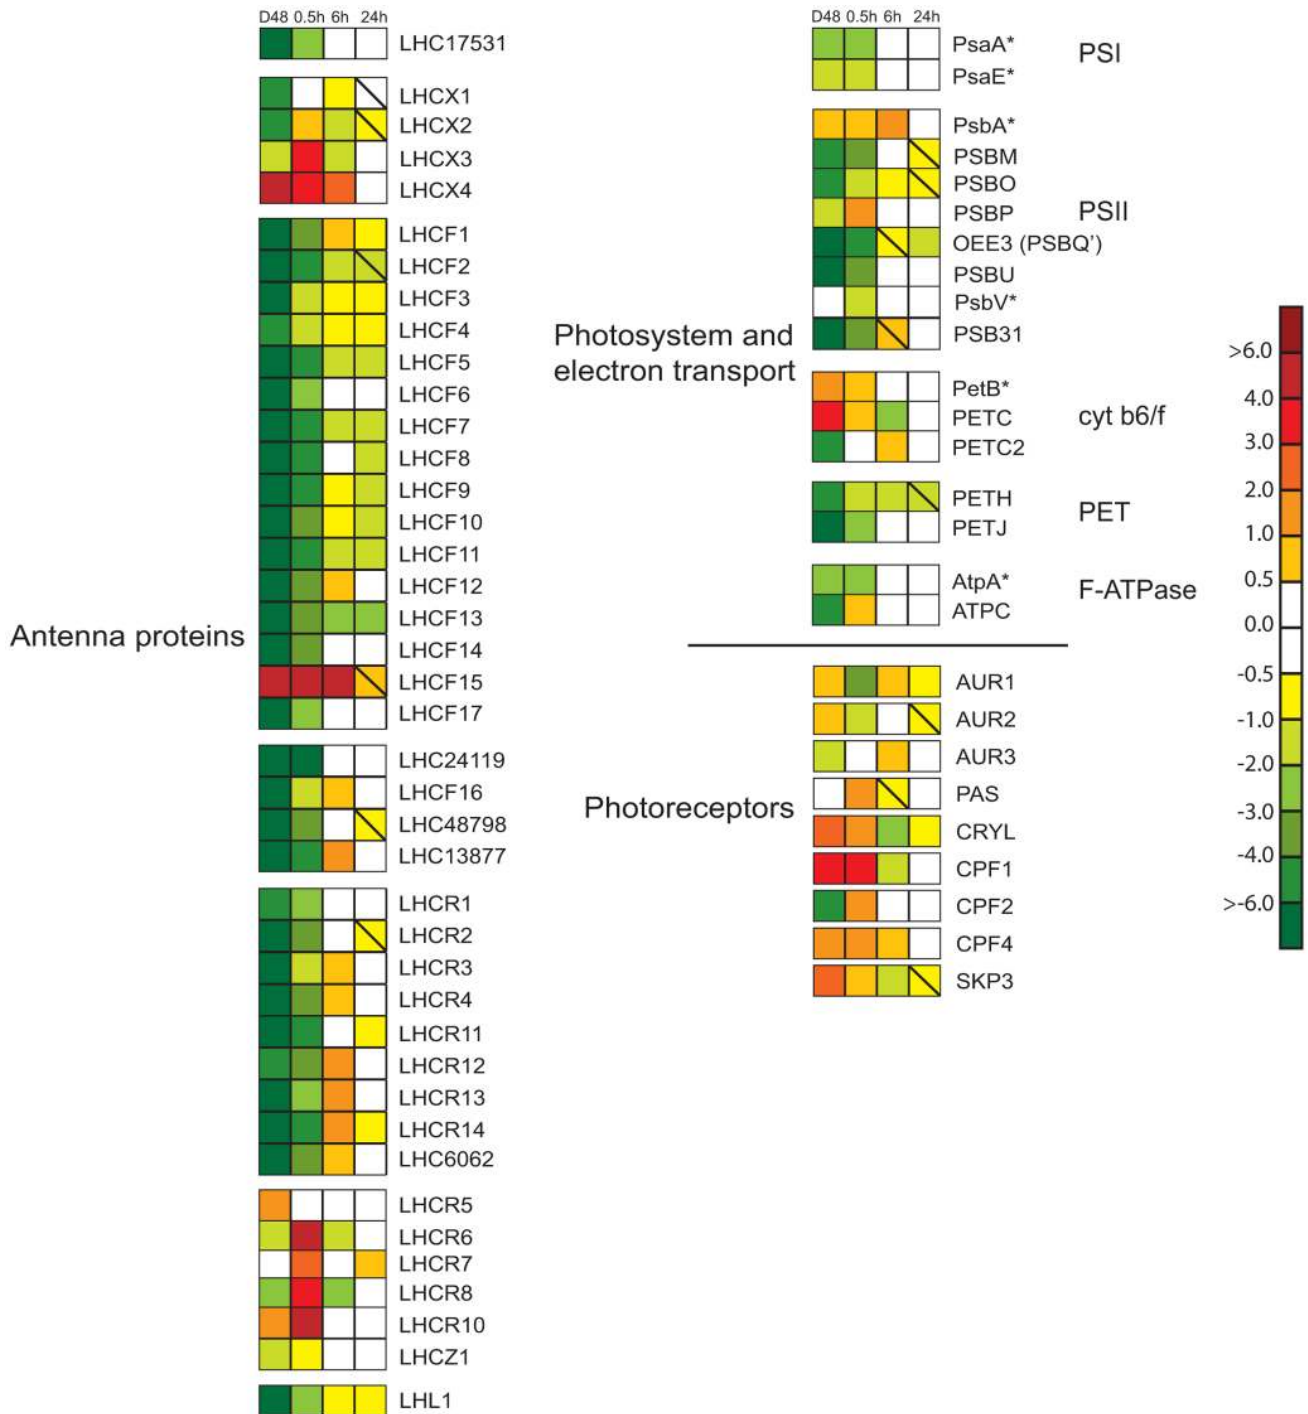 D48 0.5h 6h 24h
LHC17531
LHCX1
LHCX2
LHCX3
LHCX4
LHCF1
LHCF2
LHCF3
LHCF4
LHCF5
LHCF6
LHCF7
LHCF8
LHCF9
LHCF10
LHCF11
LHCF12
LHCF13
LHCF14
LHCF15
LHCF17
LHC24119
LHCF16
LHC48798
LHC13877
LHCR1
LHCR2
LHCR3
LHCR4
LHCR11
LHCR12
LHCR13
LHCR14
LHC6062
LHCR5
LHCR6
LHCR7
LHCR8
LHCR10
LHCZ1
LHL1
Antenna proteins
D48 0.5h 6h 24h
PsaA*
PsaE*
PSI
PsbA*
PSBM
PSBO
PSBP
OEE3 (PSBQ’)
PSBU
PsbV*
PSB31
PSII
Photosystem and
electron transport
PetB*
PETC
PETC2
cyt b6/f
PETH
PETJ
PET
AtpA*
ATPC
F-ATPase
AUR1
AUR2
AUR3
PAS
CRYL
CPF1
CPF2
CPF4
SKP3
Photoreceptors
>6.0
4.0
3.0
2.0
1.0
0.5
0.0
-0.5
-1.0
-2.0
-3.0
-4.0
>-6.0